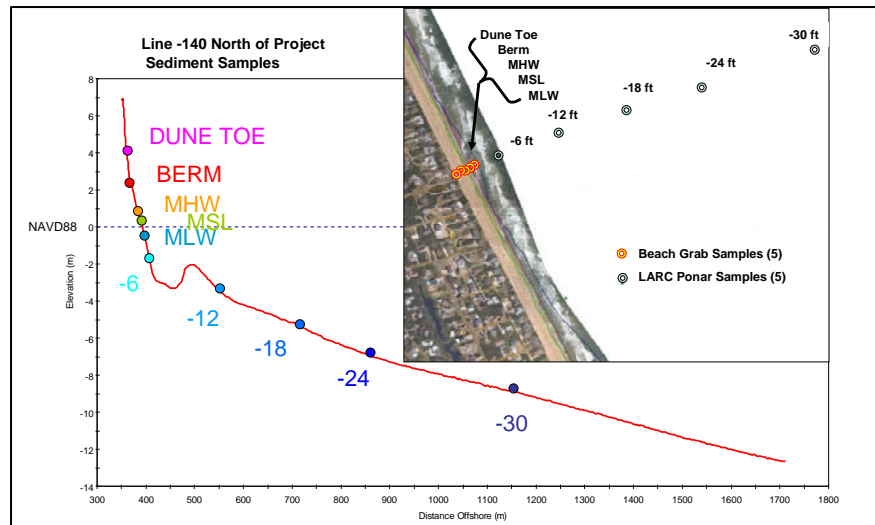 Line -140 North of Project
Sediment Samples
8
6
4
2
0
-2
-4
-6
-8
-10
-12
-14
NAVD88
Elevation (m)
DUNE TOE
BERM
MHW
MSL
MLW
-6
-12
-18
-24
-30
300
400
500
600
700
800
900
1000
1100
1200
1300
1400
1500
1600
1700
1800
Distance Offshore (m)
Dune Toe
Berm
MHW
MSL
MLW
-6 ft
-12 ft
-18 ft
-24 ft
-30 ft
Beach Grab Samples (5)
LARC Ponar Samples (5)